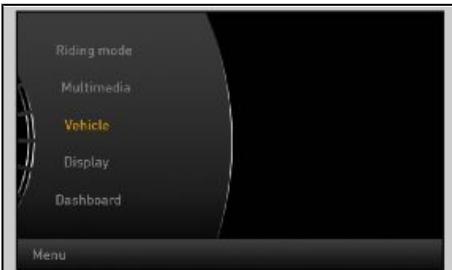 Riding mode
Multimedia
Vehicle
Display
Dashboard
Menu